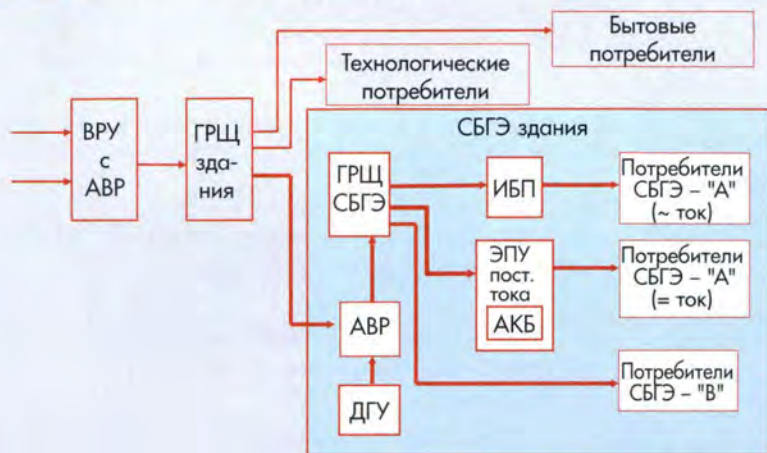 Бытовые
потребители
Технологические
потребители
ВРУ
с
АВР
ГРЩ
зда-
ния
СБГЭ здания
ГРЩ
СБГЭ
ИБП
Потребители
СБГЭ – "А"
(~ ток)
ЭПУ
пост.
тока
АКБ
Потребители
СБГЭ – "А"
(= ток)
АВР
ДГУ
Потребители
СБГЭ – "В"